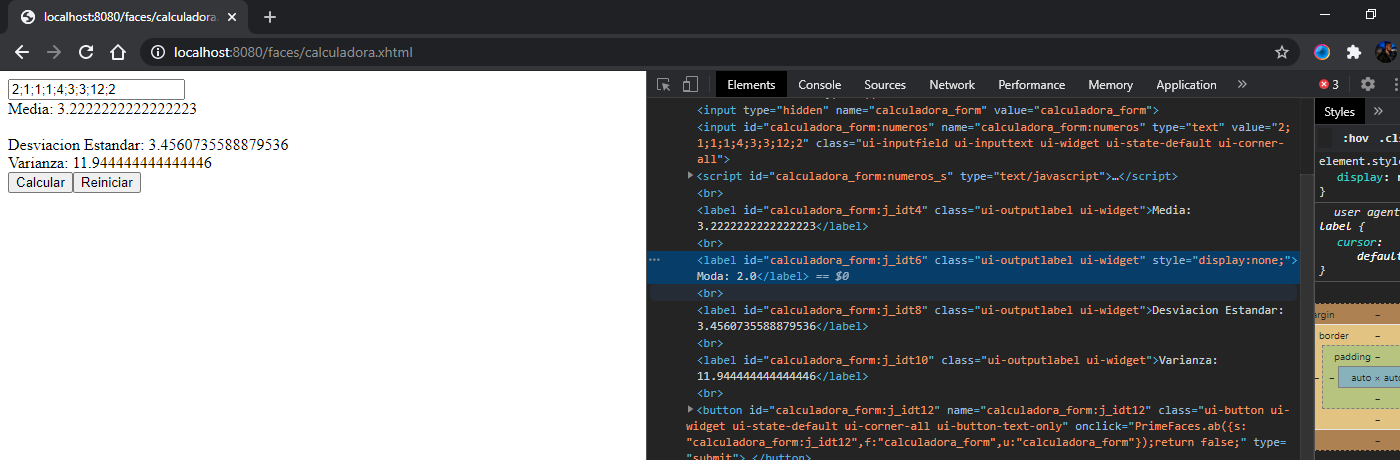 localhost:8080/faces/calculadora.
localhost:8080/faces/calculadora.xhtml
2;1;1;1;4;3;3;12;2
Media: 3.2222222222222223
Desviacion Estandar: 3.4560735588879536
Varianza: 11.944444444444446
Calcular Reiniciar
Elements Console Sources Network Performance Memory Application » 3
<input type="hidden" name="calculadora_form" value="calculadora_form">
<input id="calculadora_form:numeros" name="calculadora_form:numeros" type="text" value="2;
1;1;1;4;3;3;12;2" class="ui-inputfield ui-inputtext ui-widget ui-state-default ui-corner-
all">
<script id="calculadora_form:numeros_s" type="text/javascript">…</script>
<br>
<label id="calculadora_form:j_idt4" class="ui-outputlabel ui-widget">Media:
3.2222222222222223</label>
<br>
<label id="calculadora_form:j_idt6" class="ui-outputlabel ui-widget" style="display:none;">
Moda: 2.0</label> == $0
<br>
<label id="calculadora_form:j_idt8" class="ui-outputlabel ui-widget">Desviacion Estandar:
3.4560735588879536</label>
<br>
<label id="calculadora_form:j_idt10" class="ui-outputlabel ui-widget">Varianza:
11.944444444444446</label>
<br>
<button id="calculadora_form:j_idt12" name="calculadora_form:j_idt12" class="ui-button ui-
widget ui-state-default ui-corner-all ui-button-text-only" onclick="PrimeFaces.ab({s:
"calculadora_form:j_idt12",f:"calculadora_form",u:"calculadora_form"});return false;" type=
"submit">…</button>
Styles »
:hov .cl
element.style
display: n
}
user agent
label {
cursor:
default
}
margin –
border –
padding –
– – auto × auto
–
–
–